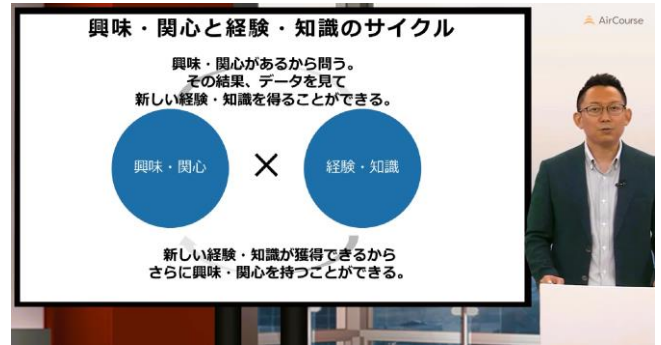 興味・関心と経験・知識のサイクル
AirCourse
興味・関心があるから問う。
その結果、データを見て
新しい経験・知識を得ることができる。
興味・関心
×
経験・知識
新しい経験・知識が獲得できるから
さらに興味・関心を持つことができる。